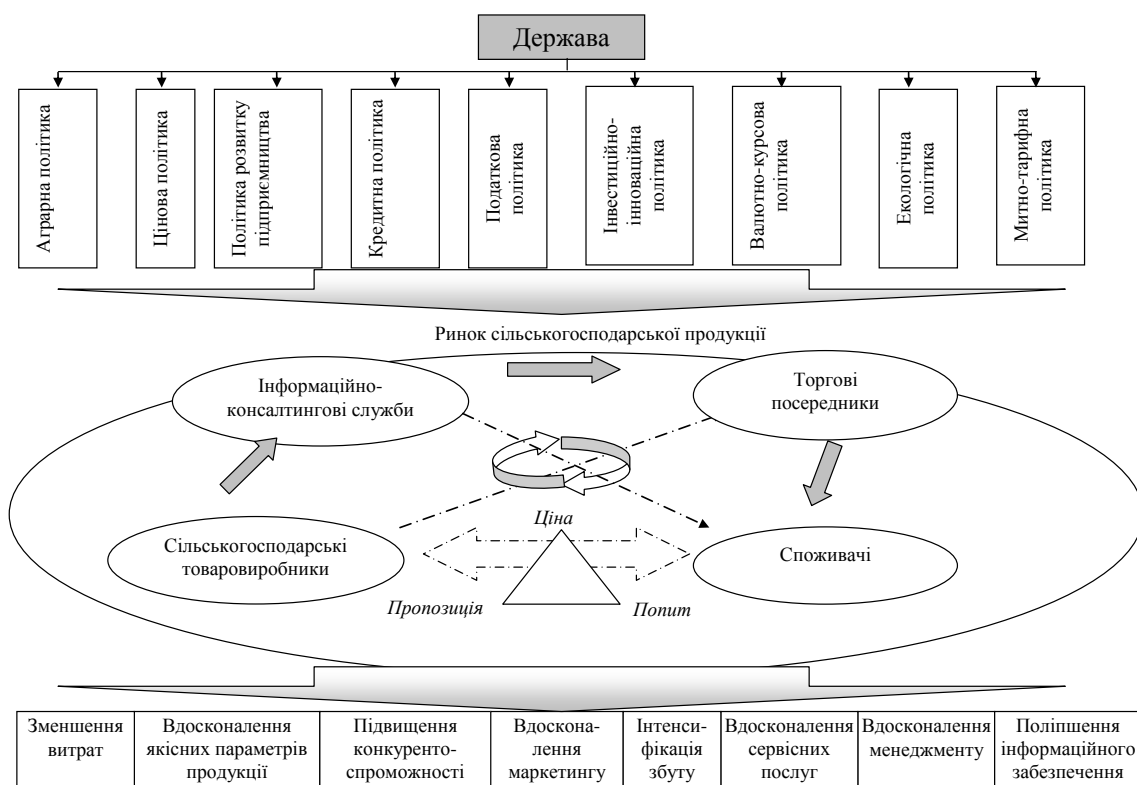 Держава
Аграрна політика
Цінова політика
Політика розвитку
підприємництва
Кредитна політика
Податкова
політика
Інвестиційно-
інноваційна
політика
Валютно-курсова
політика
Екологічна
політика
Митно-тарифна
політика
Ринок сільськогосподарської продукції
Інформаційно-
консалтингові служби
Торгові
посередники
Ціна
Сільськогосподарські
товаровиробники
Споживачі
Пропозиція
Попит
Зменшення
витрат
Вдосконалення
якісних параметрів
продукції
Підвищення
конкуренто-
спроможності
Вдоскона-
лення
маркетингу
Інтенси-
фікація
збуту
Вдосконалення
сервісних
послуг
Вдосконалення
менеджменту
Поліпшення
інформаційного
забезпечення